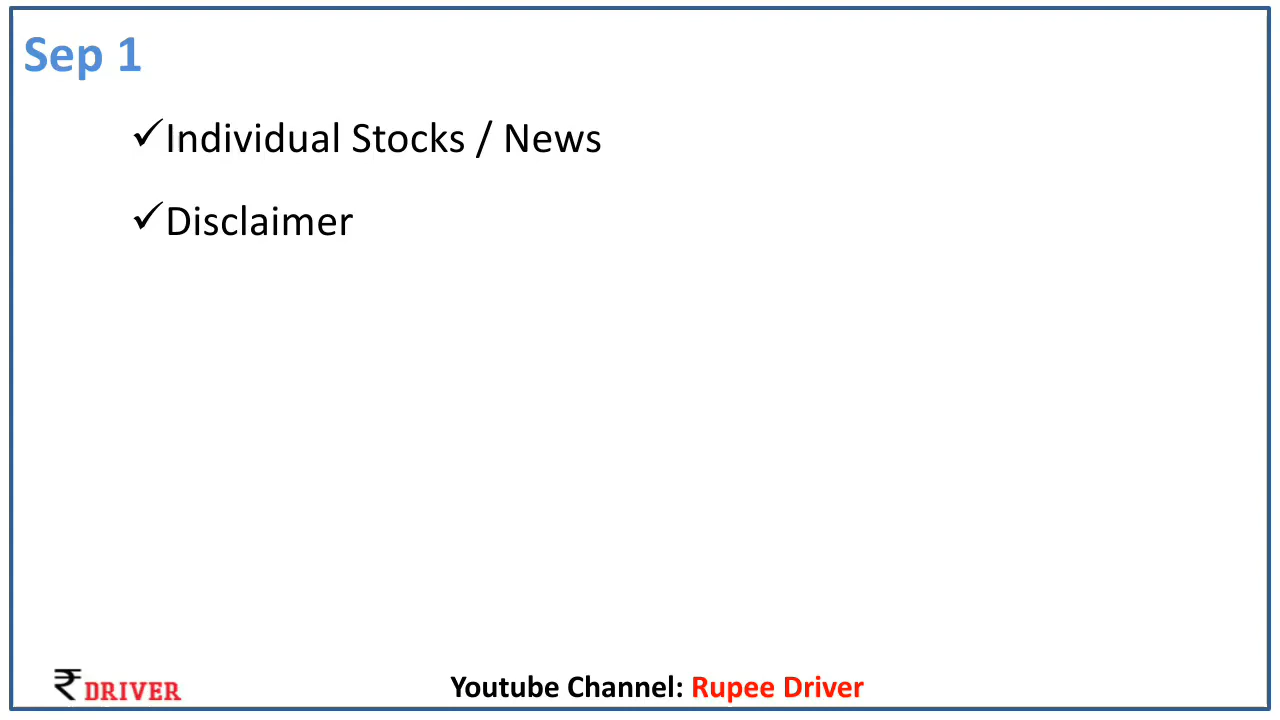 Sep 1
✓Individual Stocks / News
✓Disclaimer
₹ DRIVER
Youtube Channel: Rupee Driver